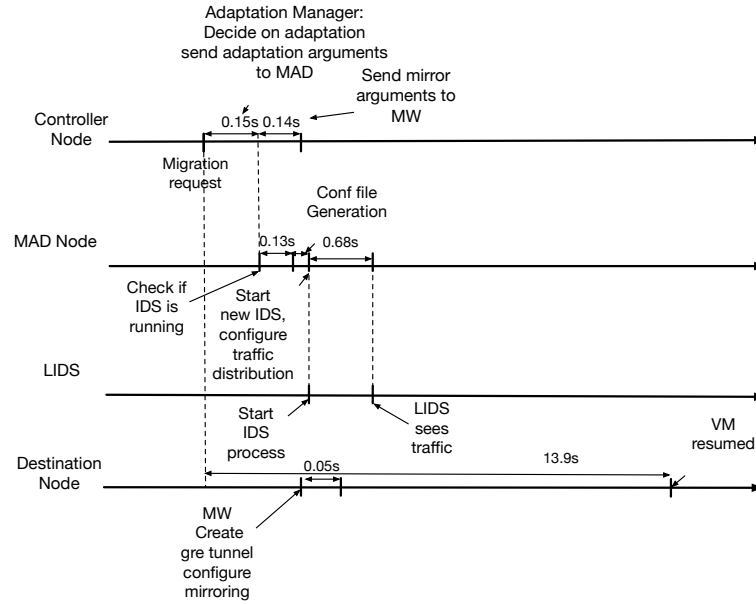 Adaptation Manager:
Decide on adaptation
send adaptation arguments
to MAD
Send mirror
arguments to
MW
0.15s
0.14s
Controller
Node
Migration
request
Conf file
Generation
MAD Node
0.13s
0.68s
Check if
IDS is
running
Start
new IDS,
configure
traffic
distribution
LIDS
Start
IDS
process
LIDS
sees
traffic
VM
resumed
Destination
Node
0.05s
13.9s
MW
Create
gre tunnel
configure
mirroring